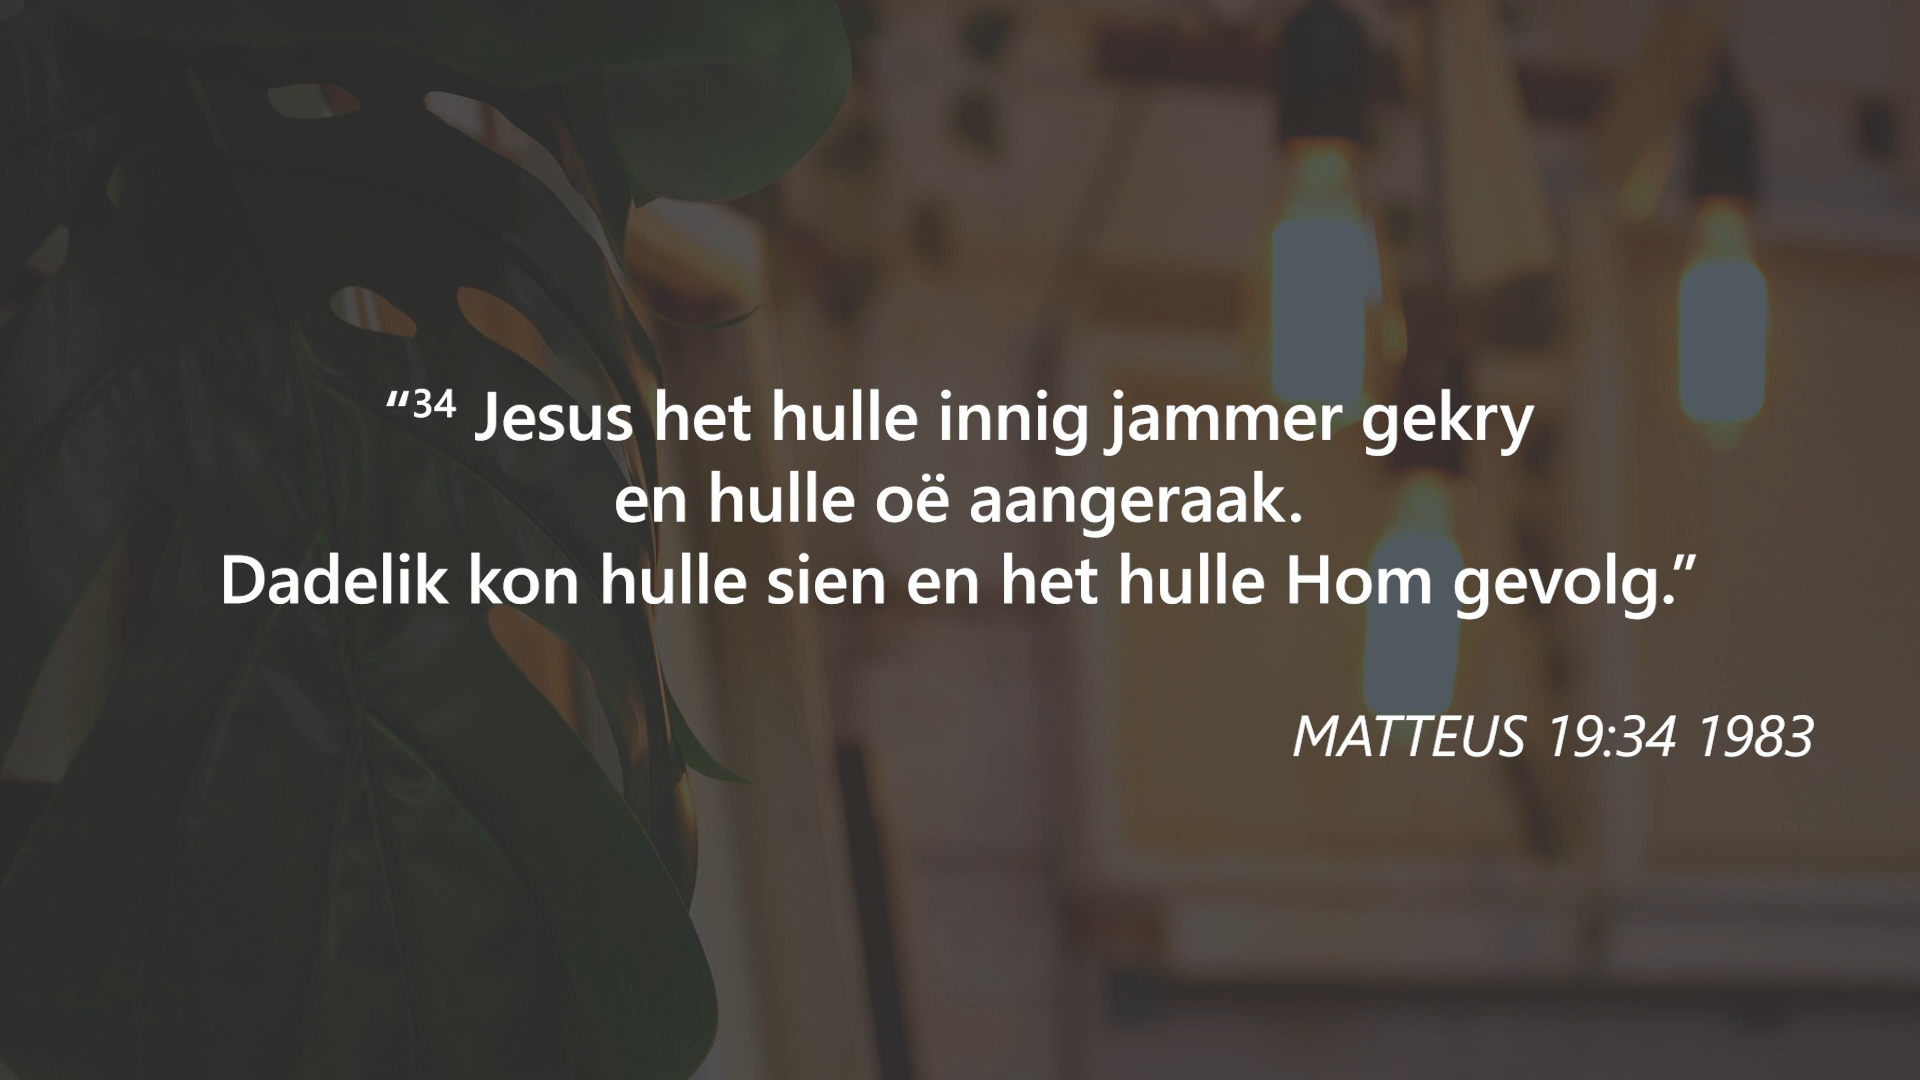 “³⁴ Jesus het hulle innig jammer gekry
en hulle oë aangeraak.
Dadelik kon hulle sien en het hulle Hom gevolg.”
MATTEUS 19:34 1983